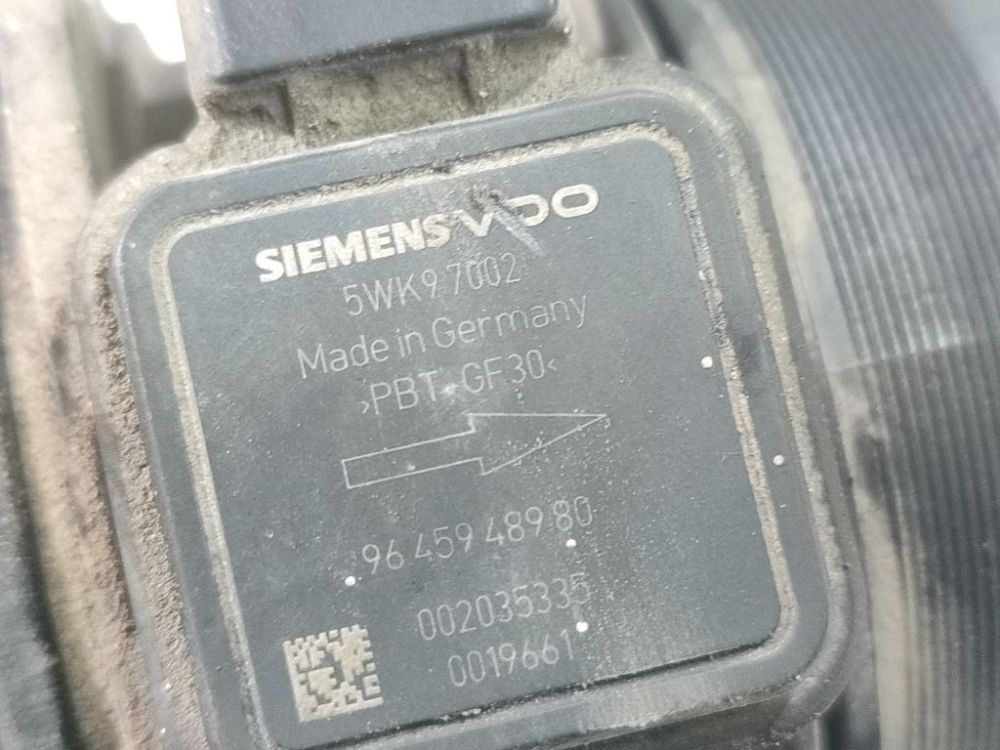 SIEMENS VDO
5WK9 7002
Made in Germany
›PBT-GF30‹
96 459 489 80
002035335
0019661